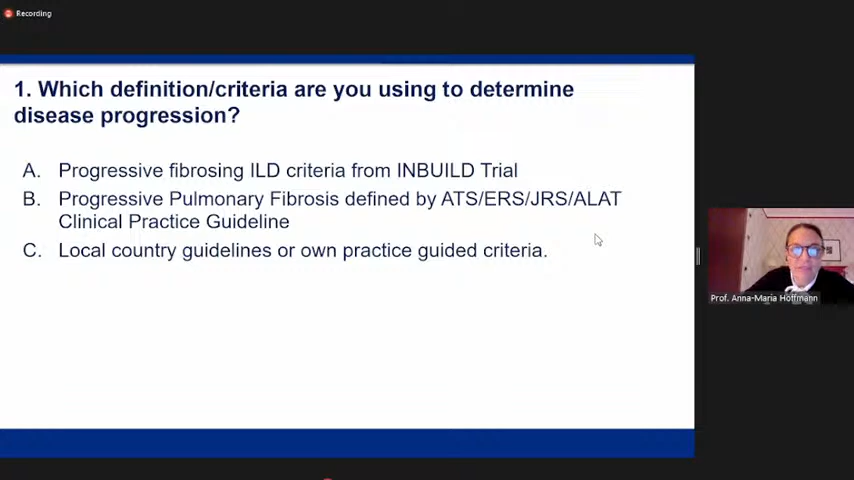 Recording
1. Which definition/criteria are you using to determine
disease progression?
A. Progressive fibrosing ILD criteria from INBUILD Trial
B. Progressive Pulmonary Fibrosis defined by ATS/ERS/JRS/ALAT
Clinical Practice Guideline
C. Local country guidelines or own practice guided criteria.
Prof. Anna-Maria Hoffmann